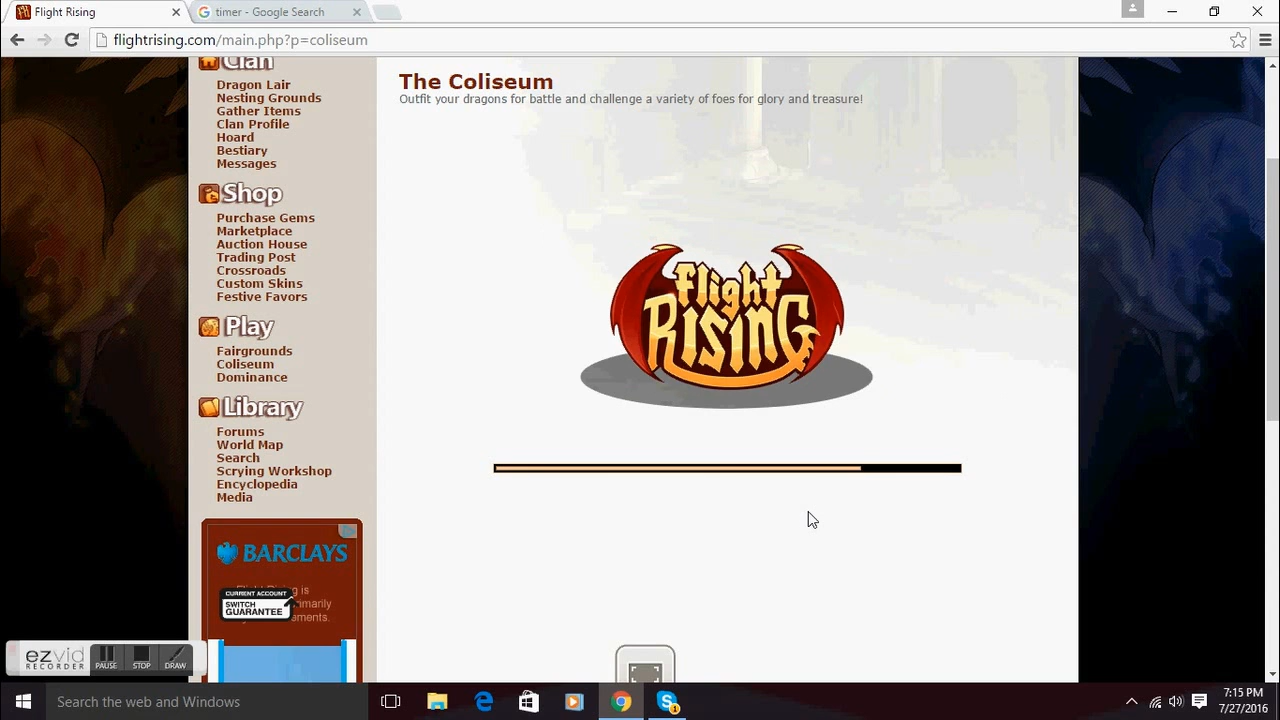 Flight Rising
timer - Google Search
flightrising.com/main.php?p=coliseum
Clan
Dragon Lair
Nesting Grounds
Gather Items
Clan Profile
Hoard
Bestiary
Messages
Shop
Purchase Gems
Marketplace
Auction House
Trading Post
Crossroads
Custom Skins
Festive Favors
Play
Fairgrounds
Coliseum
Dominance
Library
Forums
World Map
Search
Scrying Workshop
Encyclopedia
Media
The Coliseum
Outfit your dragons for battle and challenge a variety of foes for glory and treasure!
flight
RISING
BARCLAYS
CURRENT ACCOUNT
SWITCH
GUARANTEE
ezvid
RECORDER
PAUSE
STOP
DRAW
Search the web and Windows
1
7:15 PM
7/27/2016